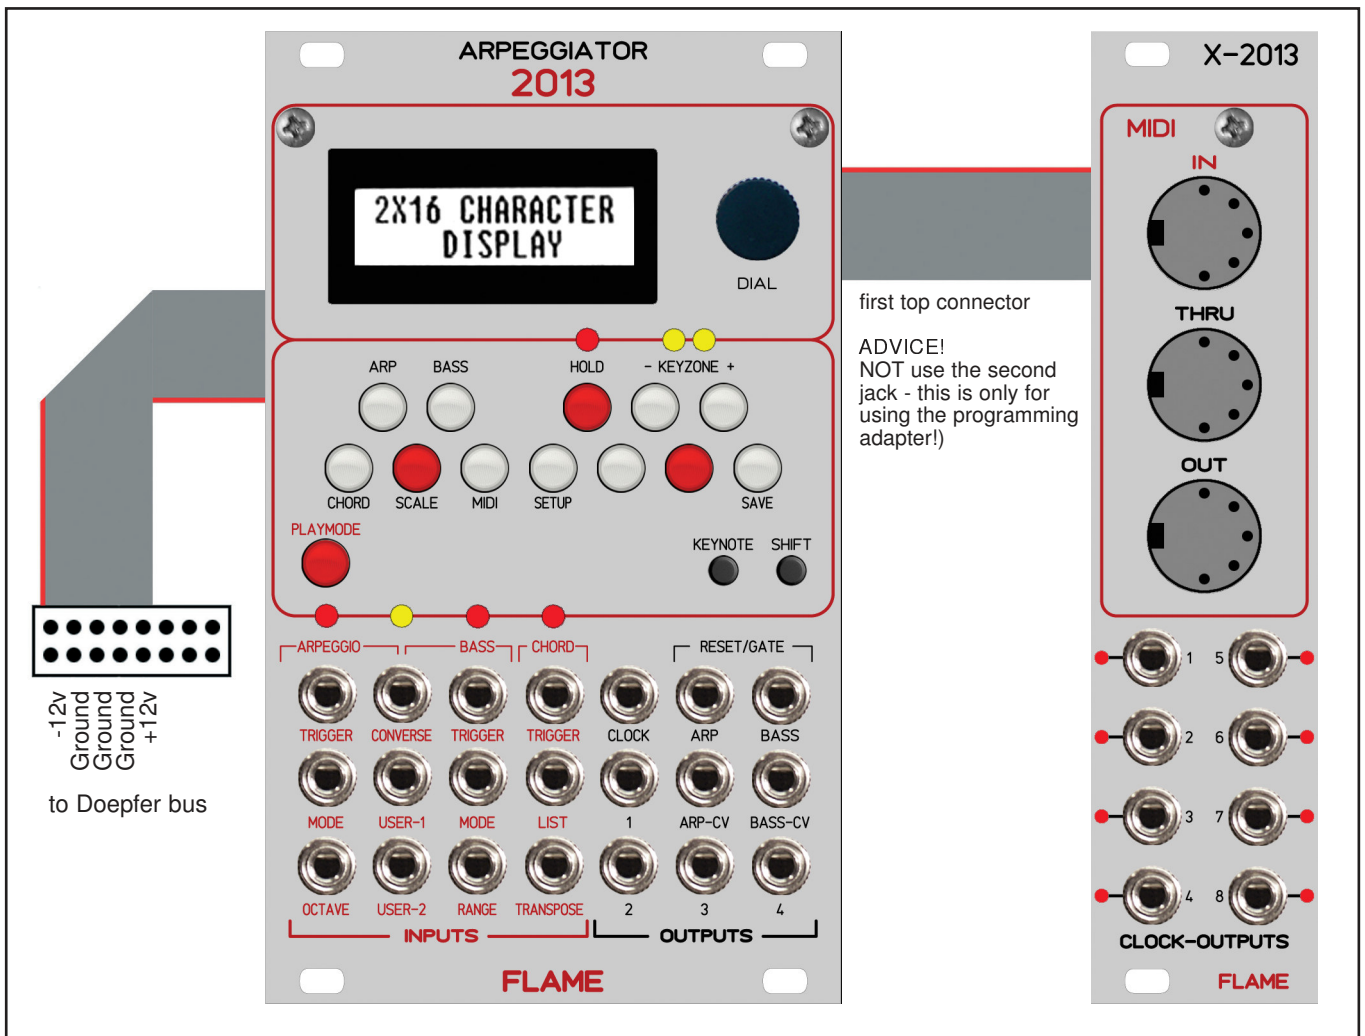 ARPEGGIATOR
2013
2X16 CHARACTER
DISPLAY
DIAL
ARP BASS HOLD - KEYZONE +
CHORD SCALE MIDI SETUP SAVE
PLAYMODE
KEYNOTE SHIFT
ARPEGGIO BASS CHORD RESET/GATE
TRIGGER CONVERSE TRIGGER TRIGGER CLOCK ARP BASS
MODE USER-1 MODE LIST 1 ARP-CV BASS-CV
OCTAVE USER-2 RANGE TRANSPOSE 2 3 4
INPUTS OUTPUTS
FLAME
-12v
Ground
Ground
Ground
+12v
to Doepfer bus
first top connector
ADVICE!
NOT use the second
jack - this is only for
using the programming
adapter!)
X-2013
MIDI
IN
THRU
OUT
1 5
2 6
3 7
4 8
CLOCK-OUTPUTS
FLAME